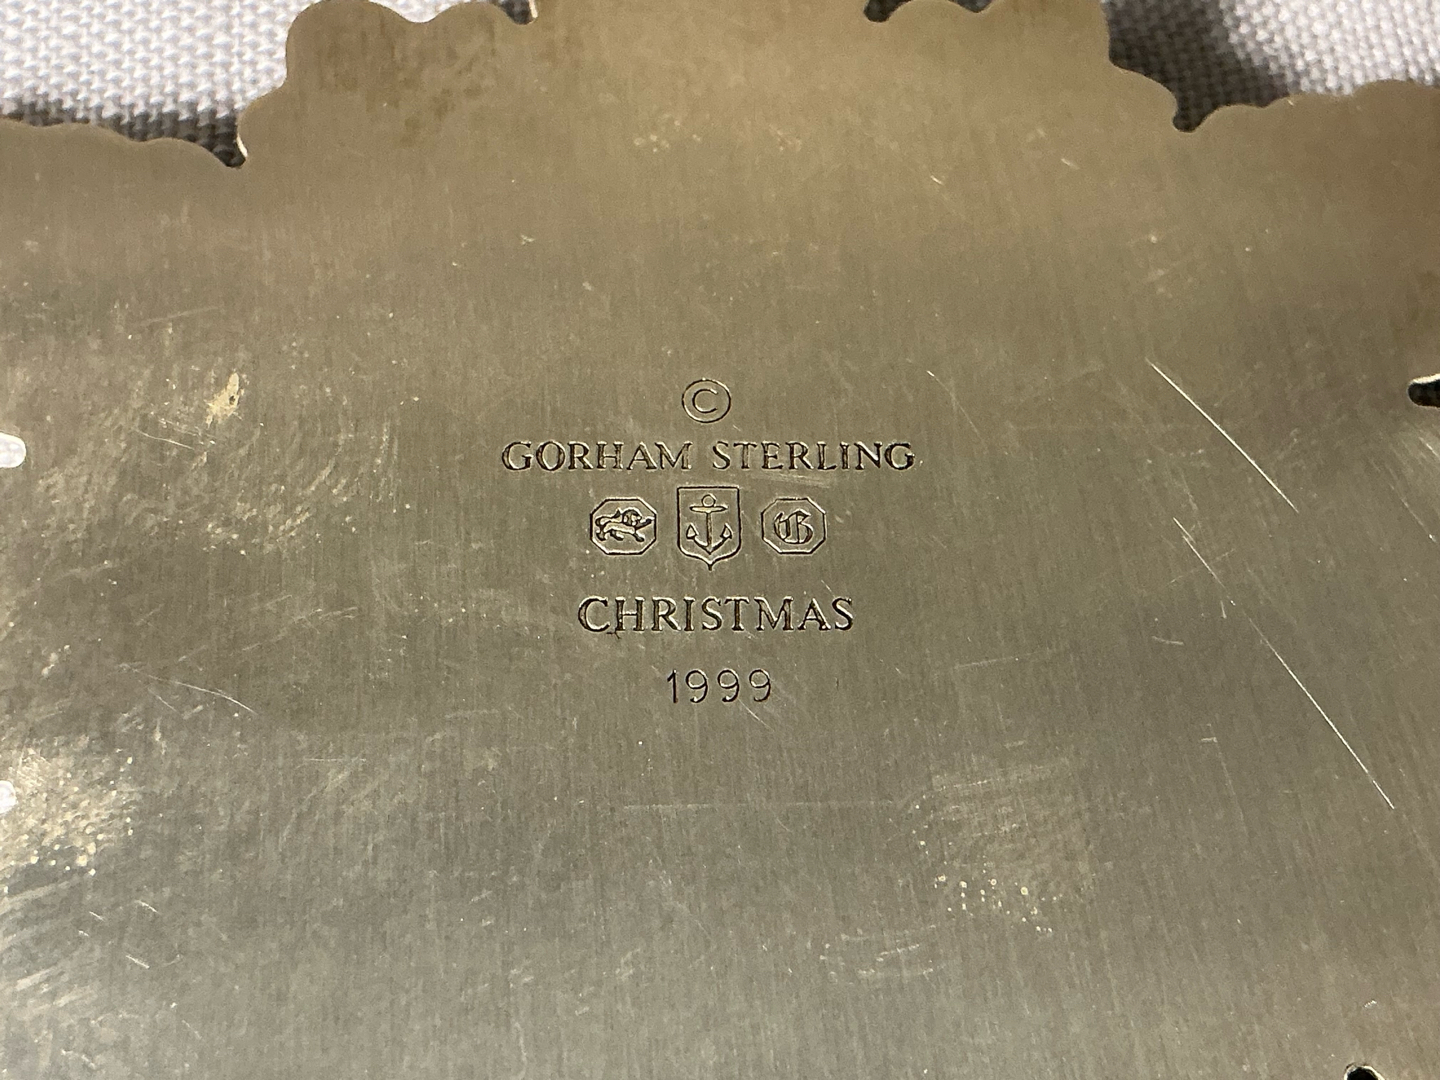 ©
GORHAM STERLING
G
CHRISTMAS
1999